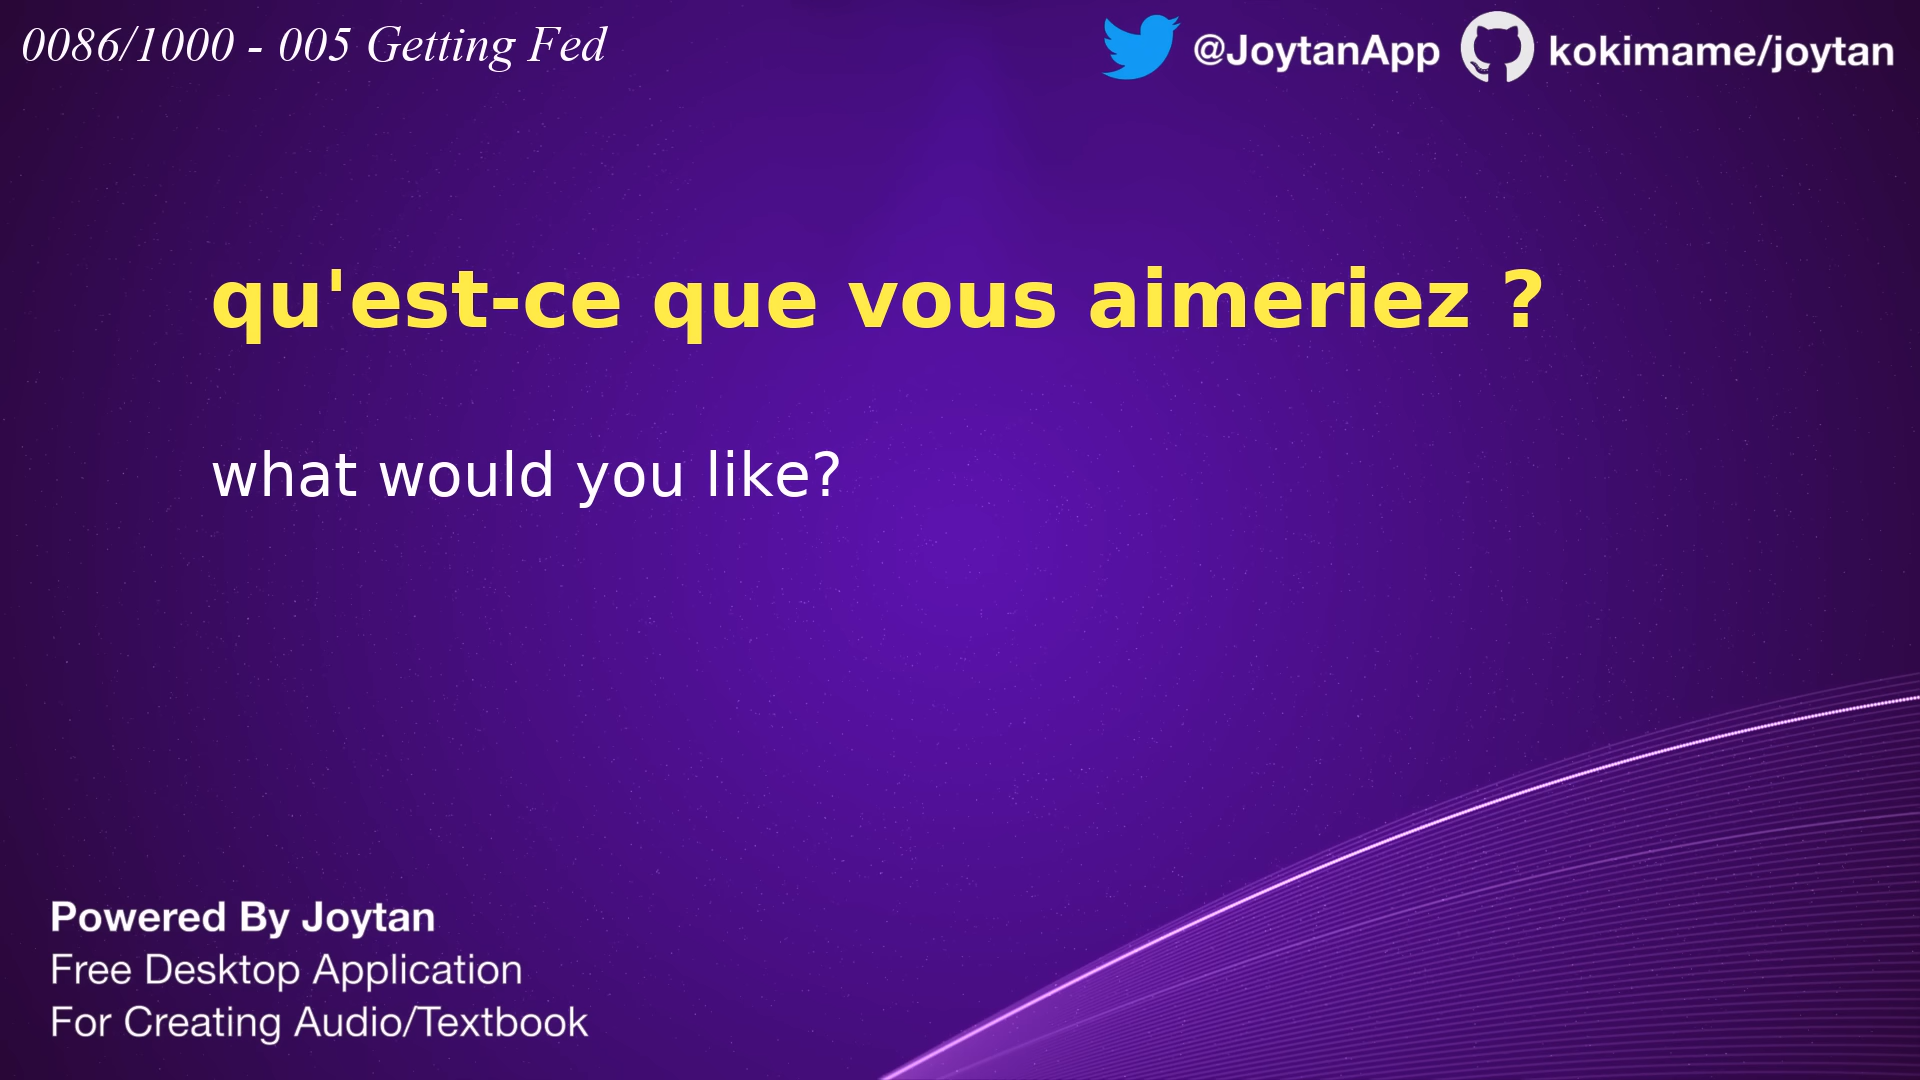 0086/1000 - 005 Getting Fed
@JoytanApp
kokimame/joytan
qu'est-ce que vous aimeriez ?
what would you like?
Powered By Joytan
Free Desktop Application
For Creating Audio/Textbook